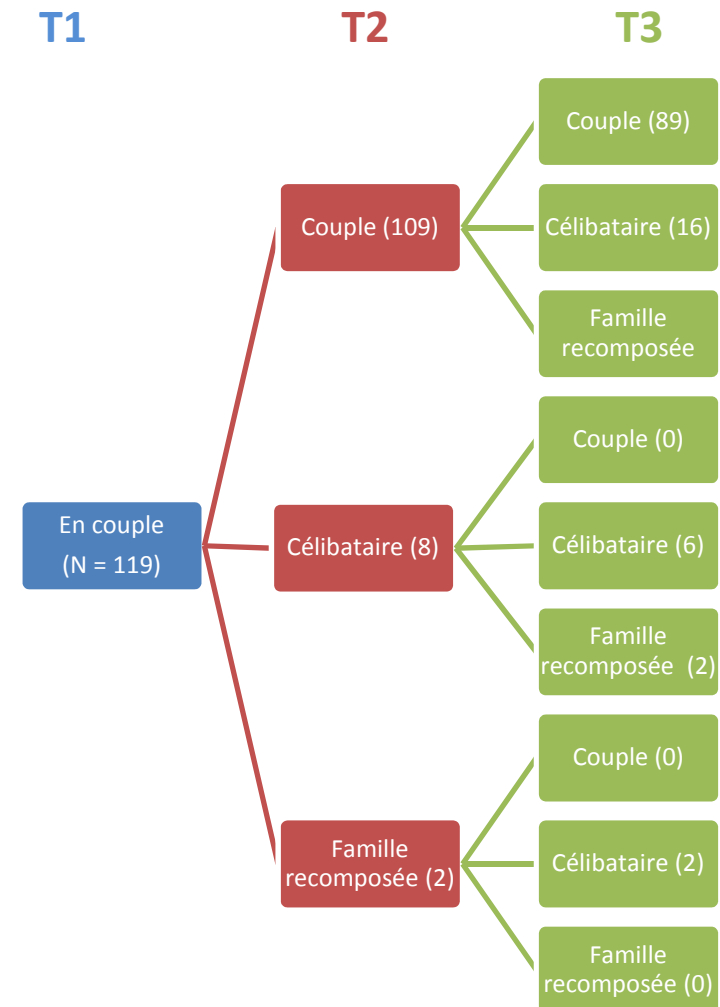 T1
T2
T3
En couple
(N = 119)
Couple (109)
Célibataire (8)
Famille
recomposée (2)
Couple (89)
Célibataire (16)
Famille
recomposée
Couple (0)
Célibataire (6)
Famille
recomposée (2)
Couple (0)
Célibataire (2)
Famille
recomposée (0)